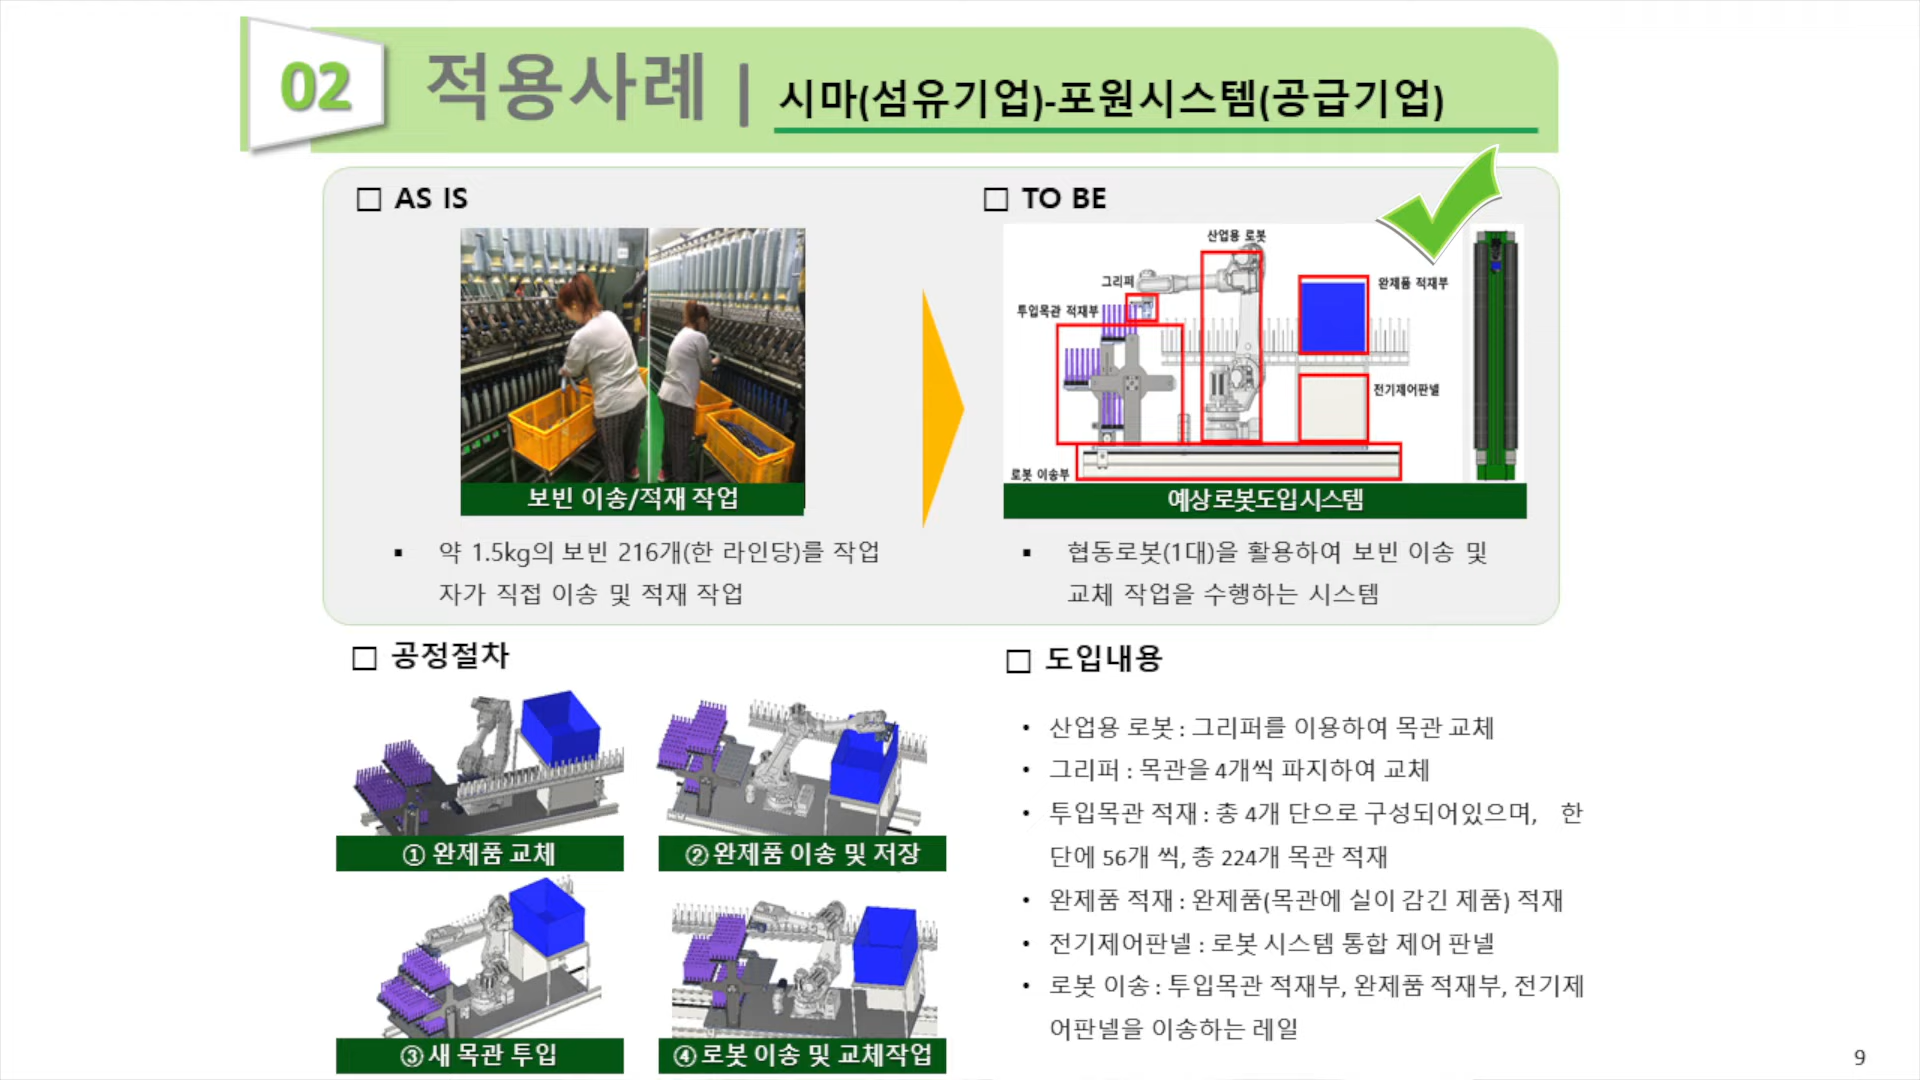 02
적용사례 | 시마(섬유기업)-포원시스템(공급기업)
□ AS IS
보빈 이송/적재 작업
▪ 약 1.5kg의 보빈 216개(한 라인당)를 작업
자가 직접 이송 및 적재 작업
□ TO BE
산업용 로봇
그리퍼
완제품 적재부
투입목관 적재부
전기제어판넬
로봇 이송부
예상로봇도입시스템
▪ 협동로봇(1대)을 활용하여 보빈 이송 및
교체 작업을 수행하는 시스템
□ 공정절차
① 완제품 교체
② 완제품 이송 및 저장
③ 새 목관 투입
④ 로봇 이송 및 교체작업
□ 도입내용
• 산업용 로봇 : 그리퍼를 이용하여 목관 교체
• 그리퍼 : 목관을 4개씩 파지하여 교체
• 투입목관 적재 : 총 4개 단으로 구성되어있으며, 한
단에 56개 씩, 총 224개 목관 적재
• 완제품 적재 : 완제품(목관에 실이 감긴 제품) 적재
• 전기제어판넬 : 로봇 시스템 통합 제어 판넬
• 로봇 이송 : 투입목관 적재부, 완제품 적재부, 전기제
어판넬을 이송하는 레일
9